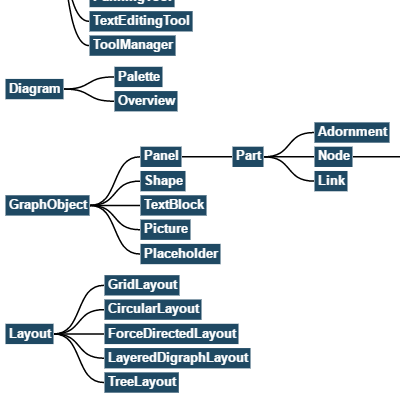 TextEditingTool
ToolManager
Diagram
Palette
Overview
GraphObject
Panel
Part
Adornment
Node
Link
Shape
TextBlock
Picture
Placeholder
Layout
GridLayout
CircularLayout
ForceDirectedLayout
LayeredDigraphLayout
TreeLayout